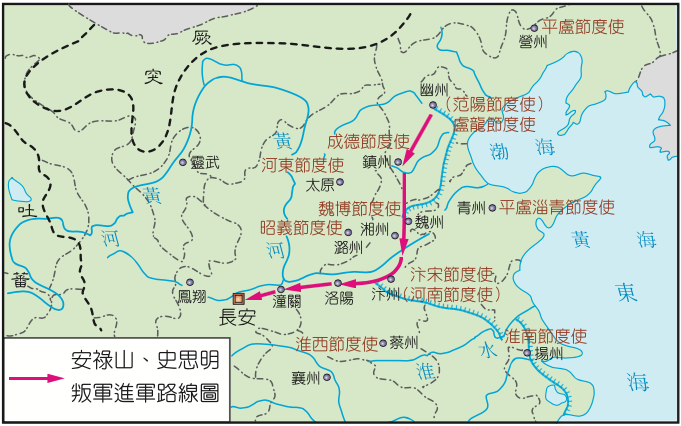 平盧節度使
營州
厥
突
幽州
(范陽節度使)
盧龍節度使
渤 海
黃
成德節度使
鎮州
靈武
河東節度使
太原
黃
魏博節度使
青州
平盧淄青節度使
吐
魏州
昭義節度使
湘州
潞州
河
河
黃 海
汴宋節度使
蕃
鳳翔
潼關
洛陽
汴州
(河南節度使)
東
長安
淮南節度使
淮西節度使
蔡州
水
揚州
淮
襄州
海
安祿山、史思明
叛軍進軍路線圖